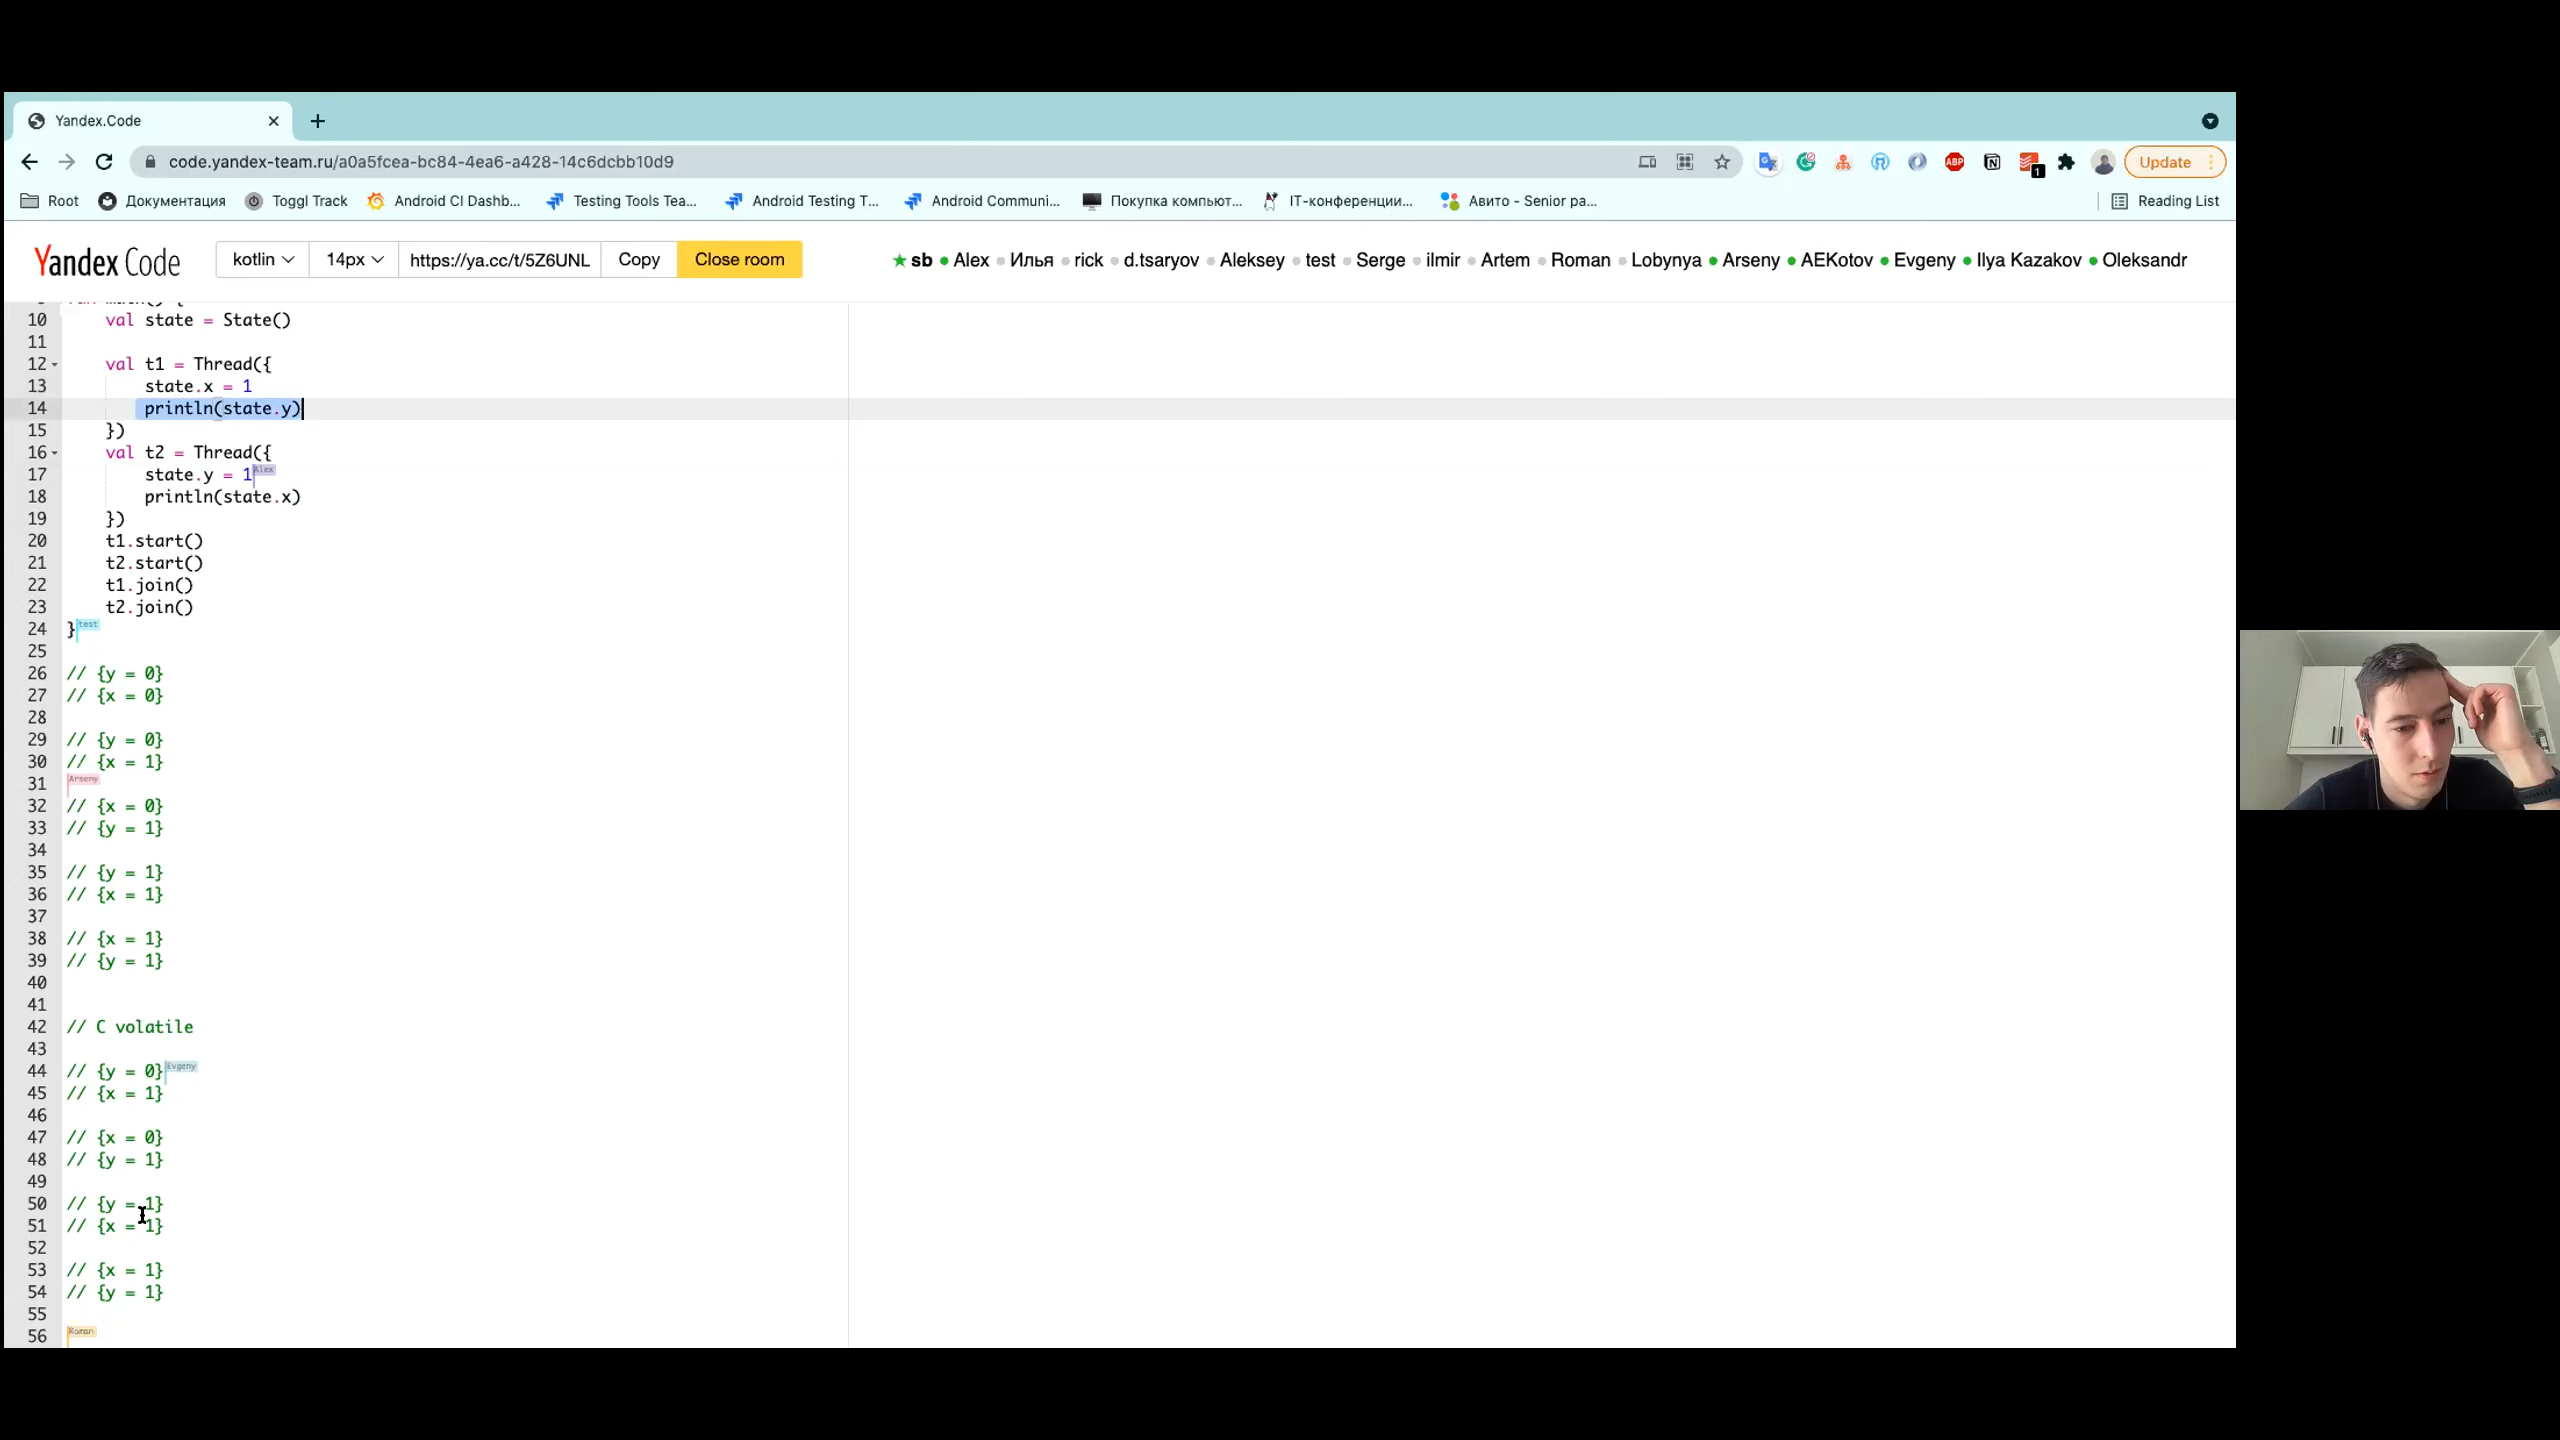 Yandex.Code
code.yandex-team.ru/a0a5fcea-bc84-4ea6-a428-14c6dcbb10d9
ABP
1
Update
Root
Документация
Toggl Track
Android CI Dashb...
Testing Tools Tea...
Android Testing T...
Android Communi...
Покупка компьют...
IT-конференции...
Авито - Senior ра...
Reading List
Yandex Code
kotlin
14px
https://ya.cc/t/5Z6UNL
Copy
Close room
sb Alex Илья rick d.tsaryov Aleksey test Serge ilmir Artem Roman Lobynya Arseny AEKotov Evgeny Ilya Kazakov Oleksandr
10 val state = State()
11
12 val t1 = Thread({
13 state.x = 1
14 println(state.y)
15 })
16 val t2 = Thread({
17 state.y = 1 Alex
18 println(state.x)
19 })
20 t1.start()
21 t2.start()
22 t1.join()
23 t2.join()
24 } test
25
26 // {y = 0}
27 // {x = 0}
28
29 // {y = 0}
30 // {x = 1}
31 Arseny
32 // {x = 0}
33 // {y = 1}
34
35 // {y = 1}
36 // {x = 1}
37
38 // {x = 1}
39 // {y = 1}
40
41
42 // C volatile
43
44 // {y = 0} Evgeny
45 // {x = 1}
46
47 // {x = 0}
48 // {y = 1}
49
50 // {y = 1}
51 // {x = 1}
52
53 // {x = 1}
54 // {y = 1}
55
56 Roman